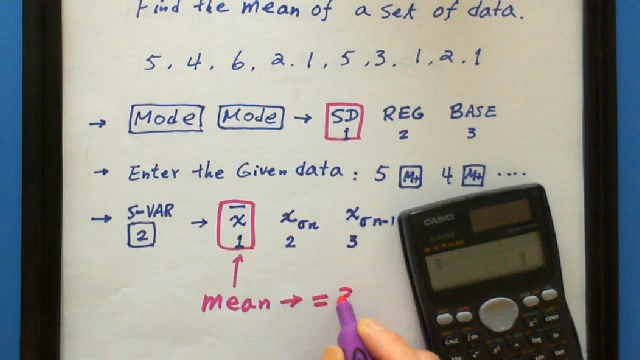 Find the mean of a set of data.
5, 4, 6, 2. 1, 5, 3. 1, 2. 1
→ Mode Mode → SD REG BASE
1 2 3
→ Enter the Given data : 5 M+ 4 M+ ....
→ S-VAR → x̄ xσn xσn-1
2 1 2 3
CASIO
3
mean → =